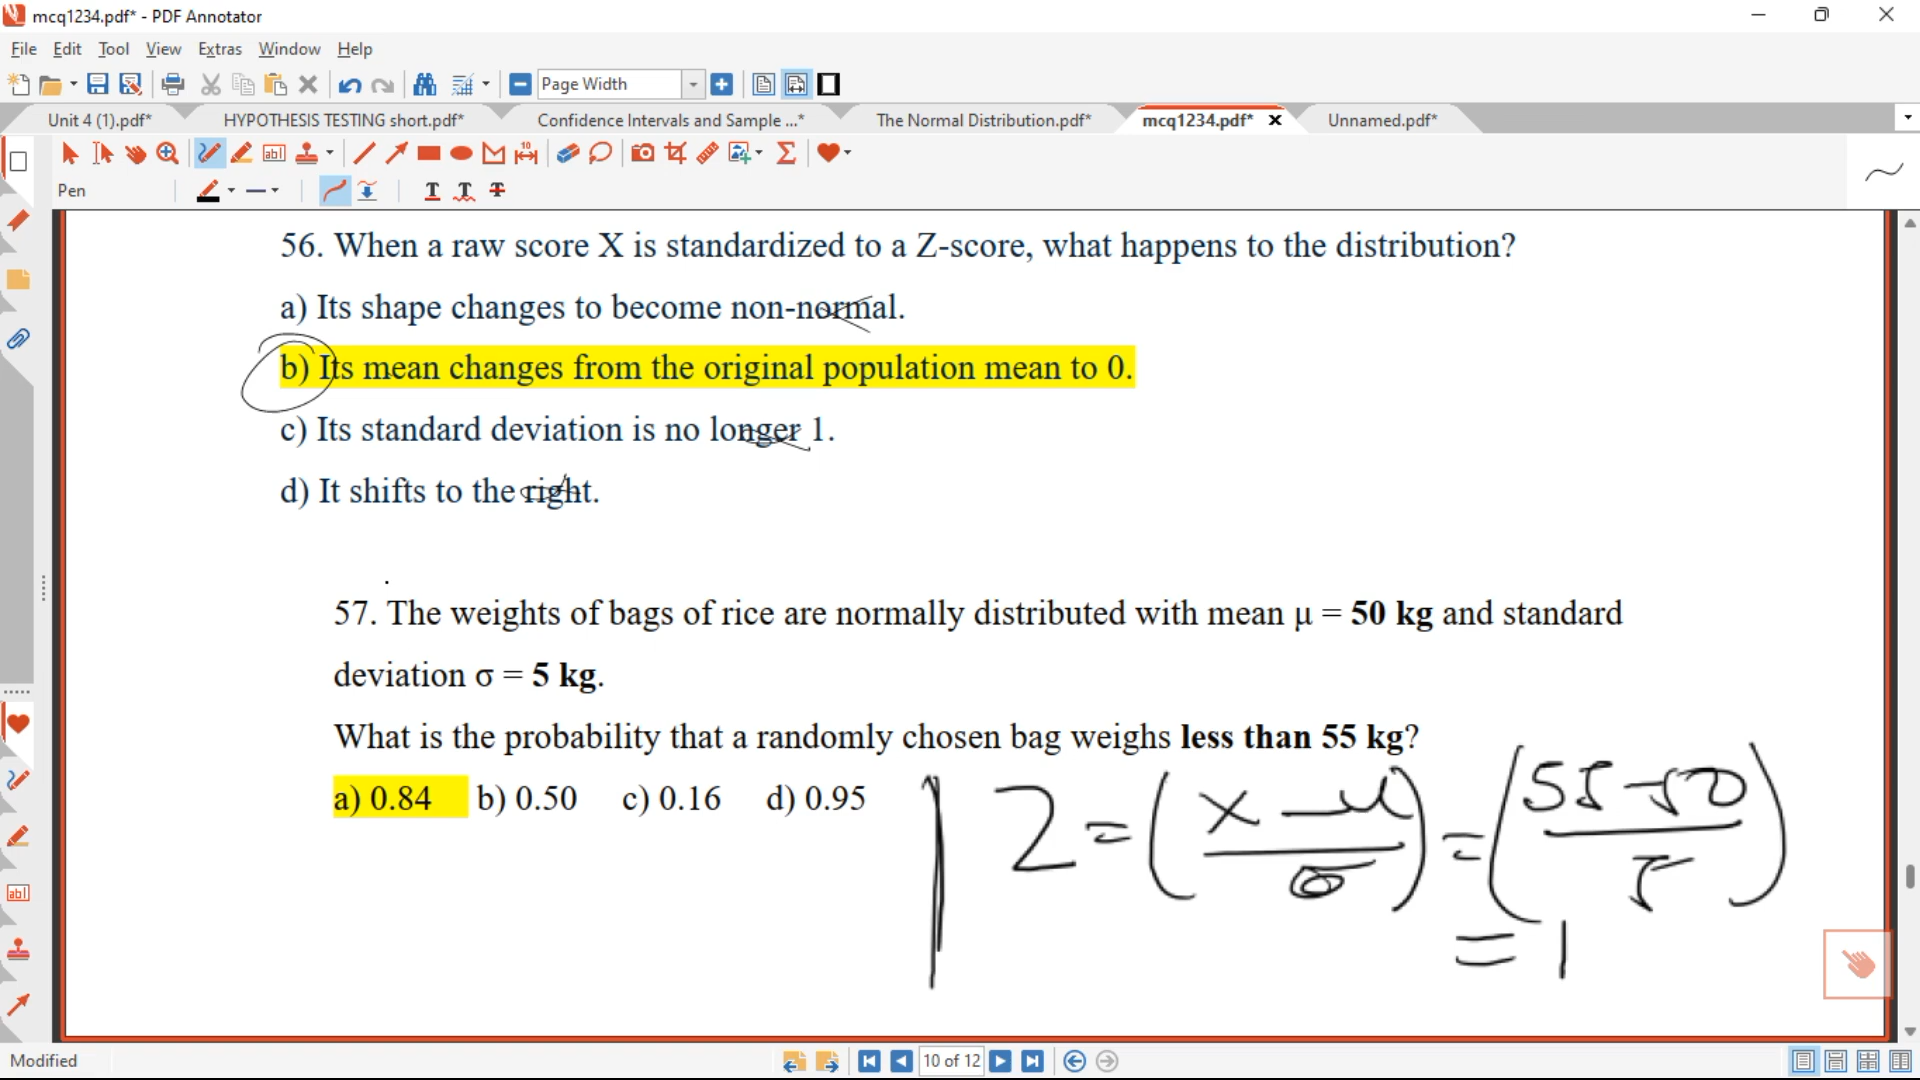 mcq1234.pdf* - PDF Annotator
File Edit Tool View Extras Window Help
Page Width
Unit 4 (1).pdf* HYPOTHESIS TESTING short.pdf* Confidence Intervals and Sample ...* The Normal Distribution.pdf* mcq1234.pdf* Unnamed.pdf*
Pen
56. When a raw score X is standardized to a Z-score, what happens to the distribution?
a) Its shape changes to become non-normal.
b) Its mean changes from the original population mean to 0.
c) Its standard deviation is no longer 1.
d) It shifts to the right.
57. The weights of bags of rice are normally distributed with mean μ = 50 kg and standard
deviation σ = 5 kg.
What is the probability that a randomly chosen bag weighs less than 55 kg?
a) 0.84 b) 0.50 c) 0.16 d) 0.95
Z = (x - μ / σ) = (55 - 50 / 5)
= 1
Modified 10 of 12